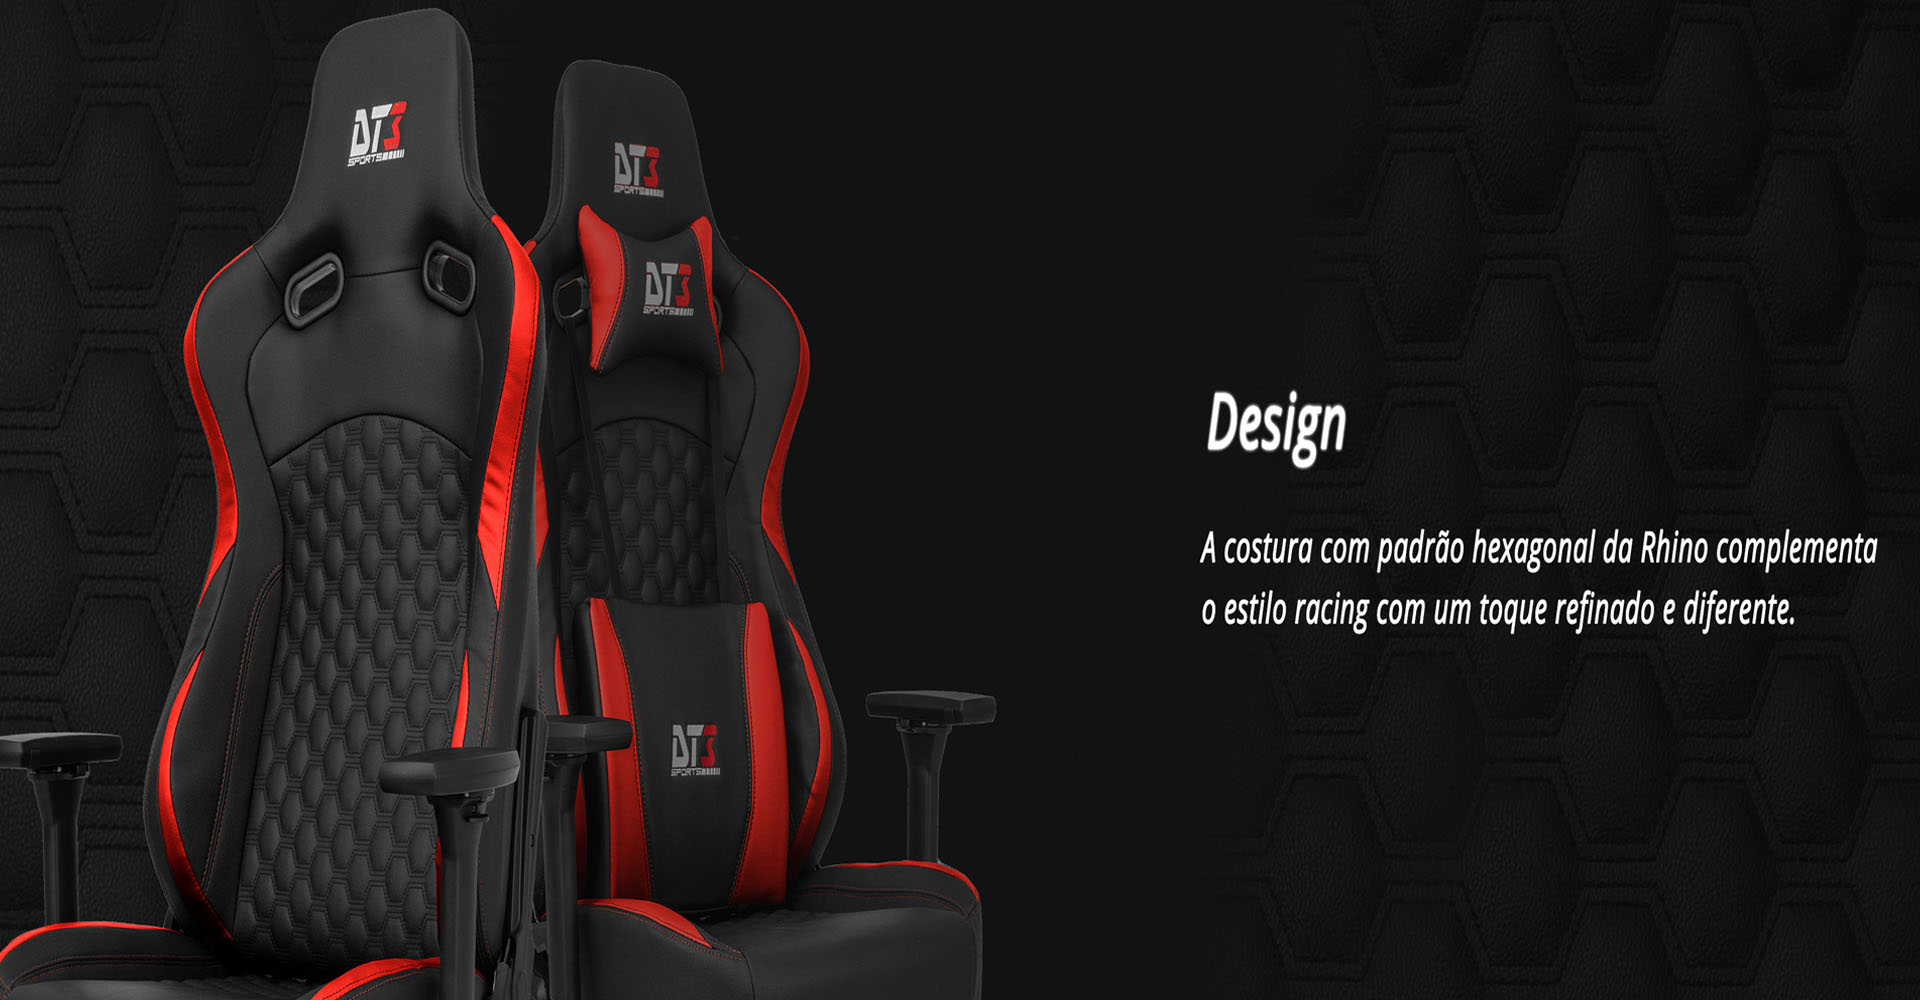 DT3
SPORTS
DT3
SPORTS
DT3
SPORTS
DT3
SPORTS
Design
A costura com padrão hexagonal da Rhino complementa
o estilo racing com um toque refinado e diferente.